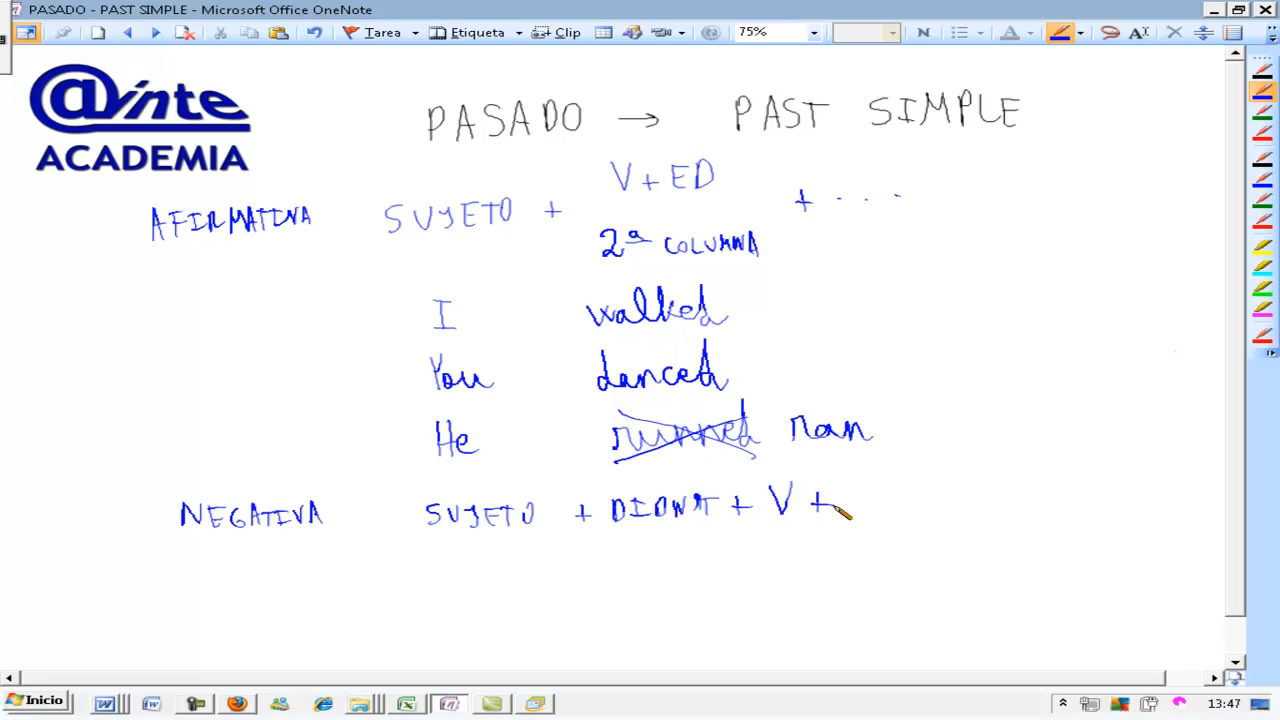 PASADO - PAST SIMPLE - Microsoft Office OneNote
Tarea Etiqueta Clip 75% N A
@inte
ACADEMIA
PASADO → PAST SIMPLE
V + ED
AFIRMATIVA SUJETO + + ....
2ª COLUMNA
I walked
You danced
He runned ran
NEGATIVA SUJETO + DIDN'T + V +
Inicio 13:47